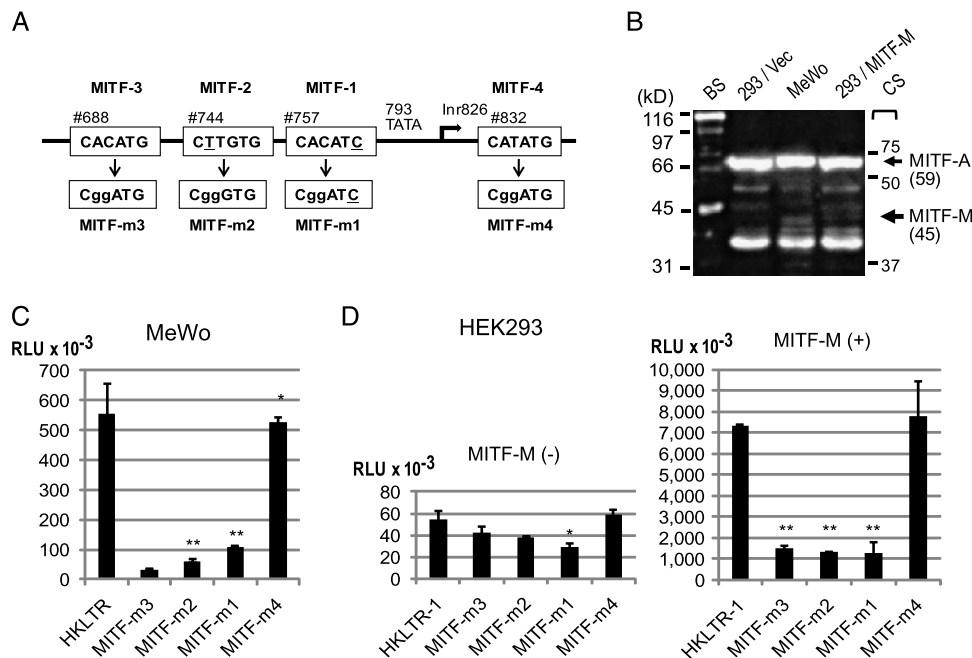 A
MITF-3 MITF-2 MITF-1 MITF-4
793
TATA
Inr826
#688 #744 #757 #832
CACATG CTTGTG CACATC CATATG
CggATG CggGTG CggATC CggATG
MITF-m3 MITF-m2 MITF-m1 MITF-m4
B
(kD) BS 293 / Vec MeWo 293 / MITF-M CS
116
97
66
45
31
75
50
37
MITF-A
(59)
MITF-M
(45)
C
MeWo
RLU x 10-3
700
600
500
400
300
200
100
0
** ** *
HKLTR MITF-m3 MITF-m2 MITF-m1 MITF-m4
D
HEK293
MITF-M (-)
RLU x 10-3
80
60
40
20
0
*
HKLTR-1 MITF-m3 MITF-m2 MITF-m1 MITF-m4
MITF-M (+)
RLU x 10-3
10,000
9,000
8,000
7,000
6,000
5,000
4,000
3,000
2,000
1,000
0
** ** **
HKLTR-1 MITF-m3 MITF-m2 MITF-m1 MITF-m4